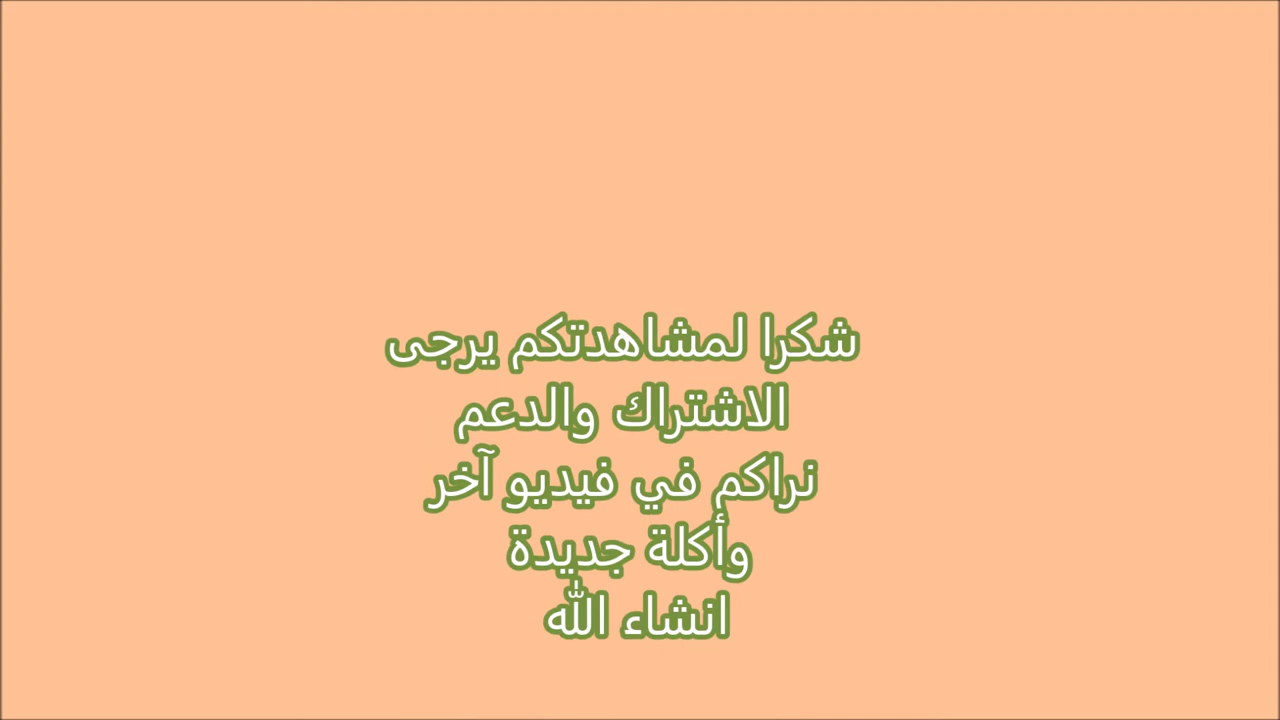 شكرا لمشاهدتكم يرجى
الاشتراك والدعم
نراكم في فيديو آخر
وأكلة جديدة
انشاء الله